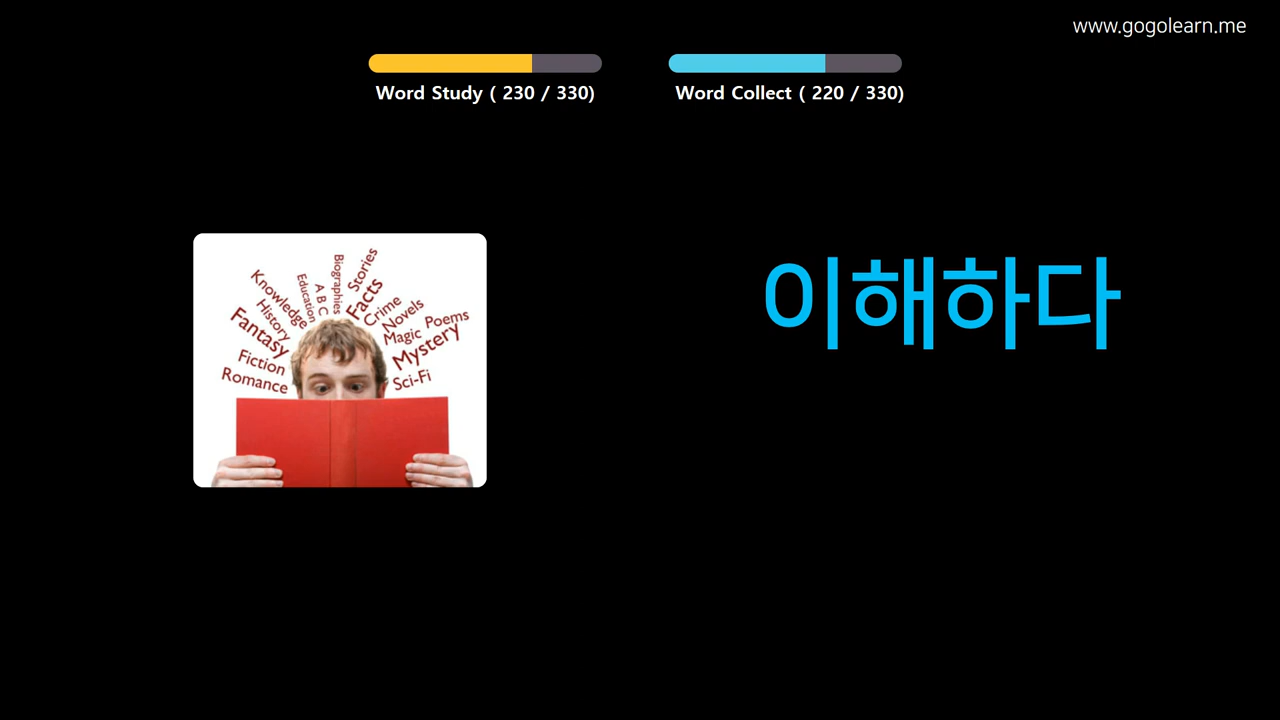 www.gogolearn.me
Word Study ( 230 / 330)
Word Collect ( 220 / 330)
이해하다
Stories
Biographies
Facts
A B C
Education
Knowledge
Crime
History
Novels
Fantasy
Magic
Poems
Mystery
Fiction
Romance
Sci-Fi